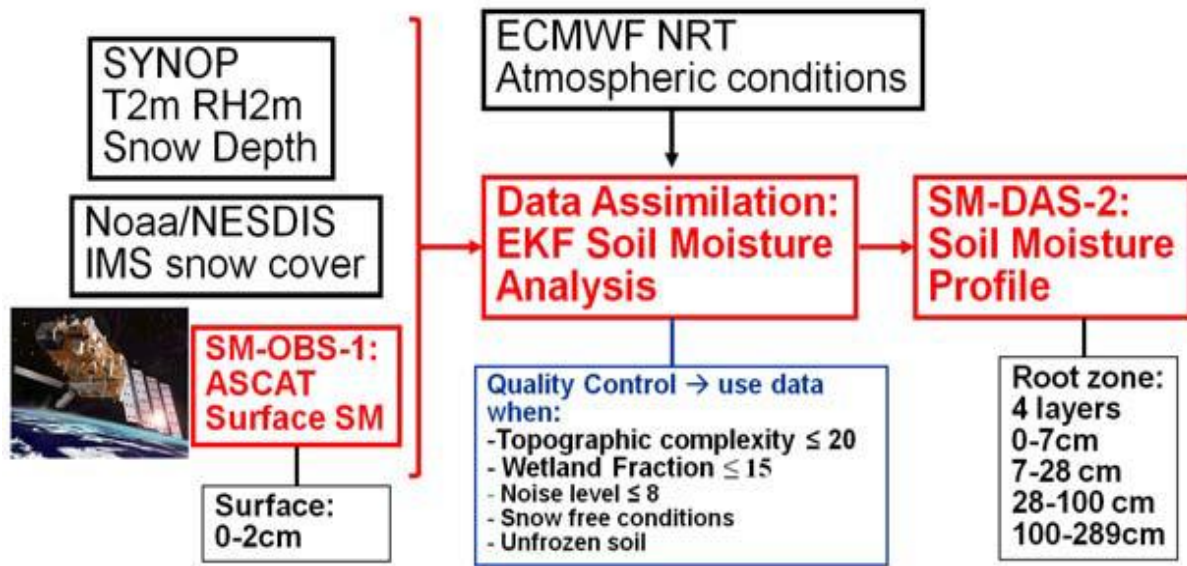 SYNOP
T2m RH2m
Snow Depth
Noaa/NESDIS
IMS snow cover
SM-OBS-1:
ASCAT
Surface SM
Surface:
0-2cm
ECMWF NRT
Atmospheric conditions
Data Assimilation:
EKF Soil Moisture
Analysis
Quality Control → use data
when:
-Topographic complexity ≤ 20
- Wetland Fraction ≤ 15
- Noise level ≤ 8
- Snow free conditions
- Unfrozen soil
SM-DAS-2:
Soil Moisture
Profile
Root zone:
4 layers
0-7cm
7-28 cm
28-100 cm
100-289cm